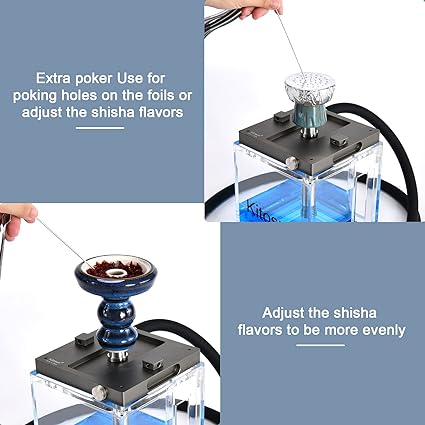 Extra poker Use for
poking holes on the foils or
adjust the shisha flavors
Adjust the shisha
flavors to be more evenly